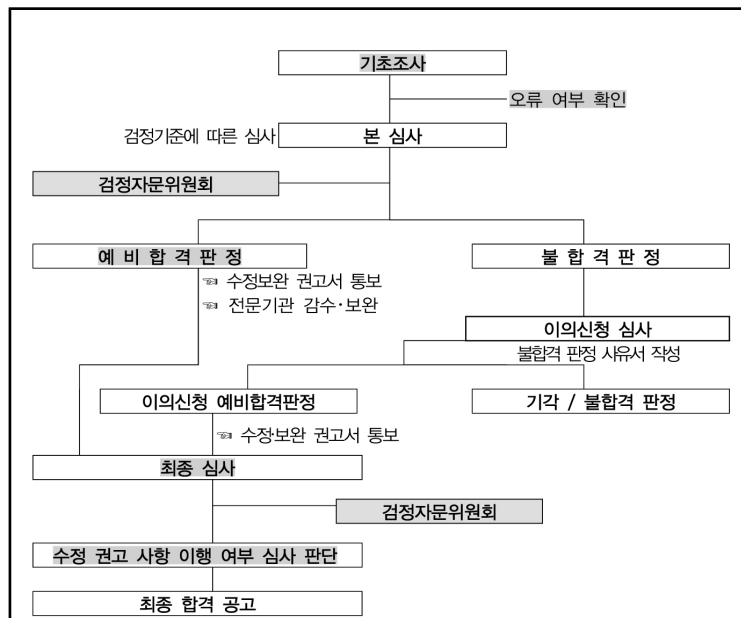 기초조사
오류 여부 확인
검정기준에 따른 심사
본 심사
검정자문위원회
예 비 합 격 판 정
불 합 격 판 정
☜ 수정보완 권고서 통보
☜ 전문기관 감수·보완
이의신청 심사
불합격 판정 사유서 작성
이의신청 예비합격판정
기각 / 불합격 판정
☜ 수정·보완 권고서 통보
최종 심사
검정자문위원회
수정 권고 사항 이행 여부 심사 판단
최종 합격 공고